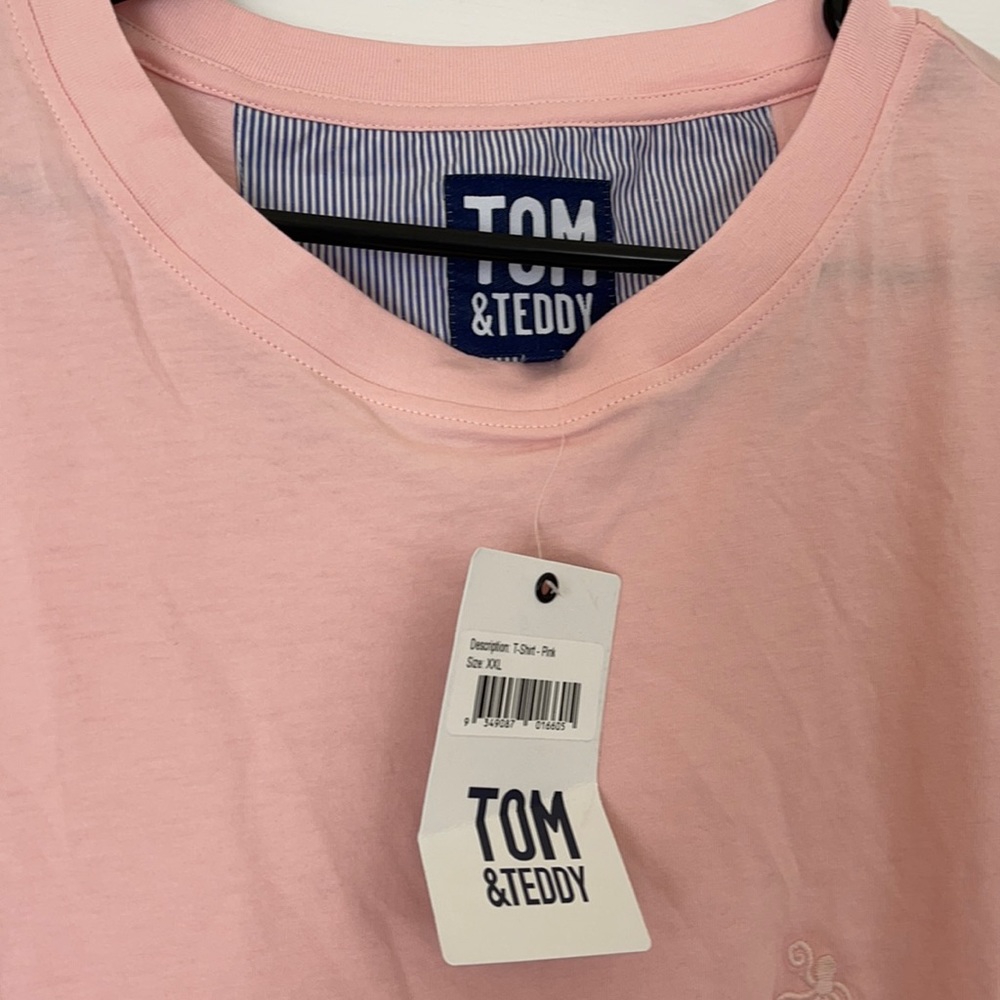 TOM
&TEDDY
Description: T-Shirt - Pink
Size: XXL
9 349087 016605
TOM
&TEDDY